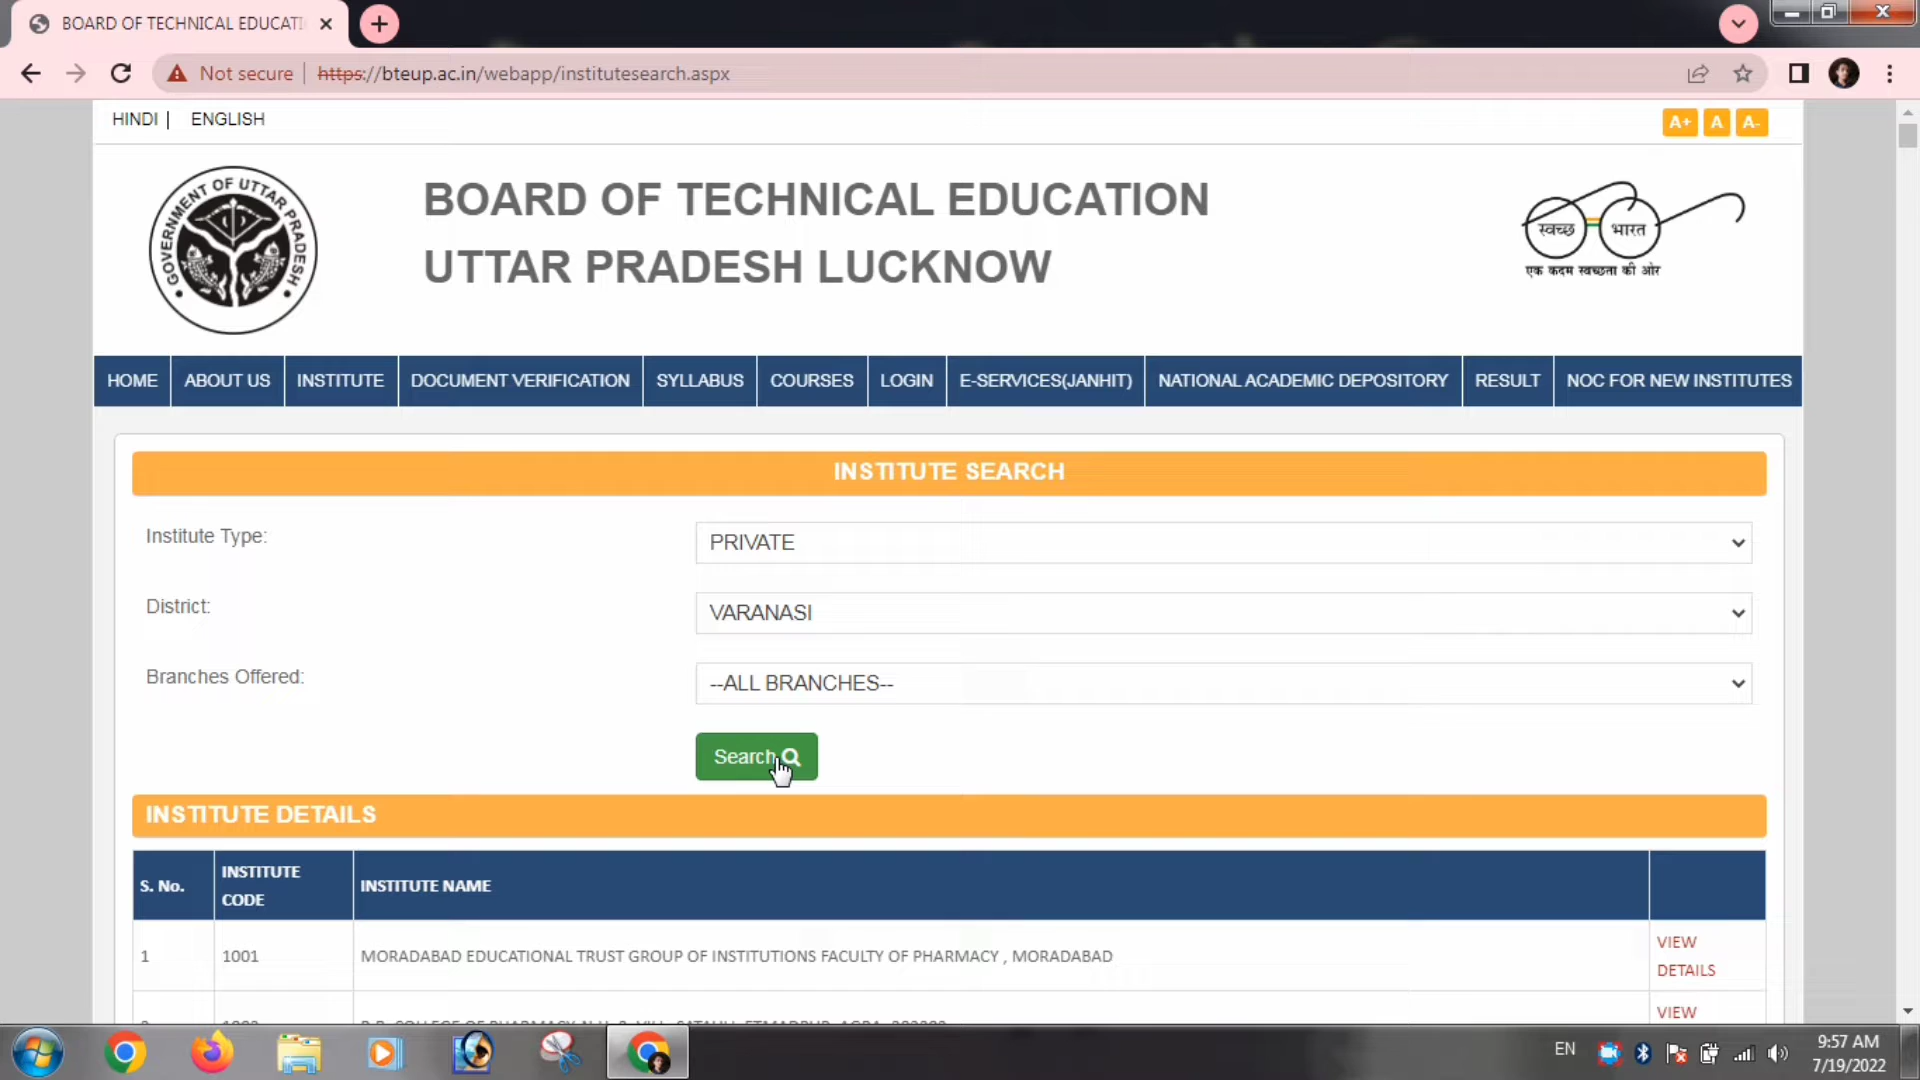 BOARD OF TECHNICAL EDUCATI
Not secure
https://bteup.ac.in/webapp/institutesearch.aspx
HINDI | ENGLISH
A+ A A-
GOVERNMENT OF UTTAR PRADESH
BOARD OF TECHNICAL EDUCATION
UTTAR PRADESH LUCKNOW
स्वच्छ भारत
एक कदम स्वच्छता की ओर
HOME ABOUT US INSTITUTE DOCUMENT VERIFICATION SYLLABUS COURSES LOGIN E-SERVICES(JANHIT) NATIONAL ACADEMIC DEPOSITORY RESULT NOC FOR NEW INSTITUTES
INSTITUTE SEARCH
Institute Type: PRIVATE
District: VARANASI
Branches Offered: --ALL BRANCHES--
Search
INSTITUTE DETAILS
S. No. INSTITUTE CODE INSTITUTE NAME
1 1001 MORADABAD EDUCATIONAL TRUST GROUP OF INSTITUTIONS FACULTY OF PHARMACY , MORADABAD VIEW DETAILS
VIEW
EN
9:57 AM
7/19/2022